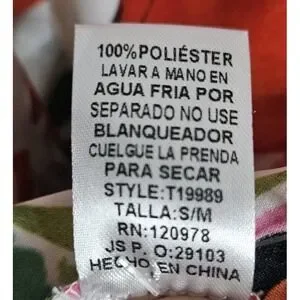 100%POLIÉSTER
LAVAR A MANO EN
AGUA FRIA POR
SEPARADO NO USE
BLANQUEADOR
CUELGUE LA PRENDA
PARA SECAR
STYLE:T19989
TALLA:S/M
RN:120978
JS P. O:29103
HECHO EN CHINA